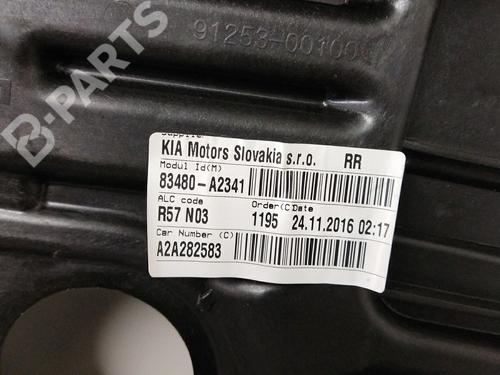 91253-00100
B-PARTS
Supplier
KIA Motors Slovakia s.r.o. RR
Modul Id(M)
83480-A2341
ALC code Order(C) Date
R57 N03 1195 24.11.2016 02:17
Car Number (C)
A2A282583